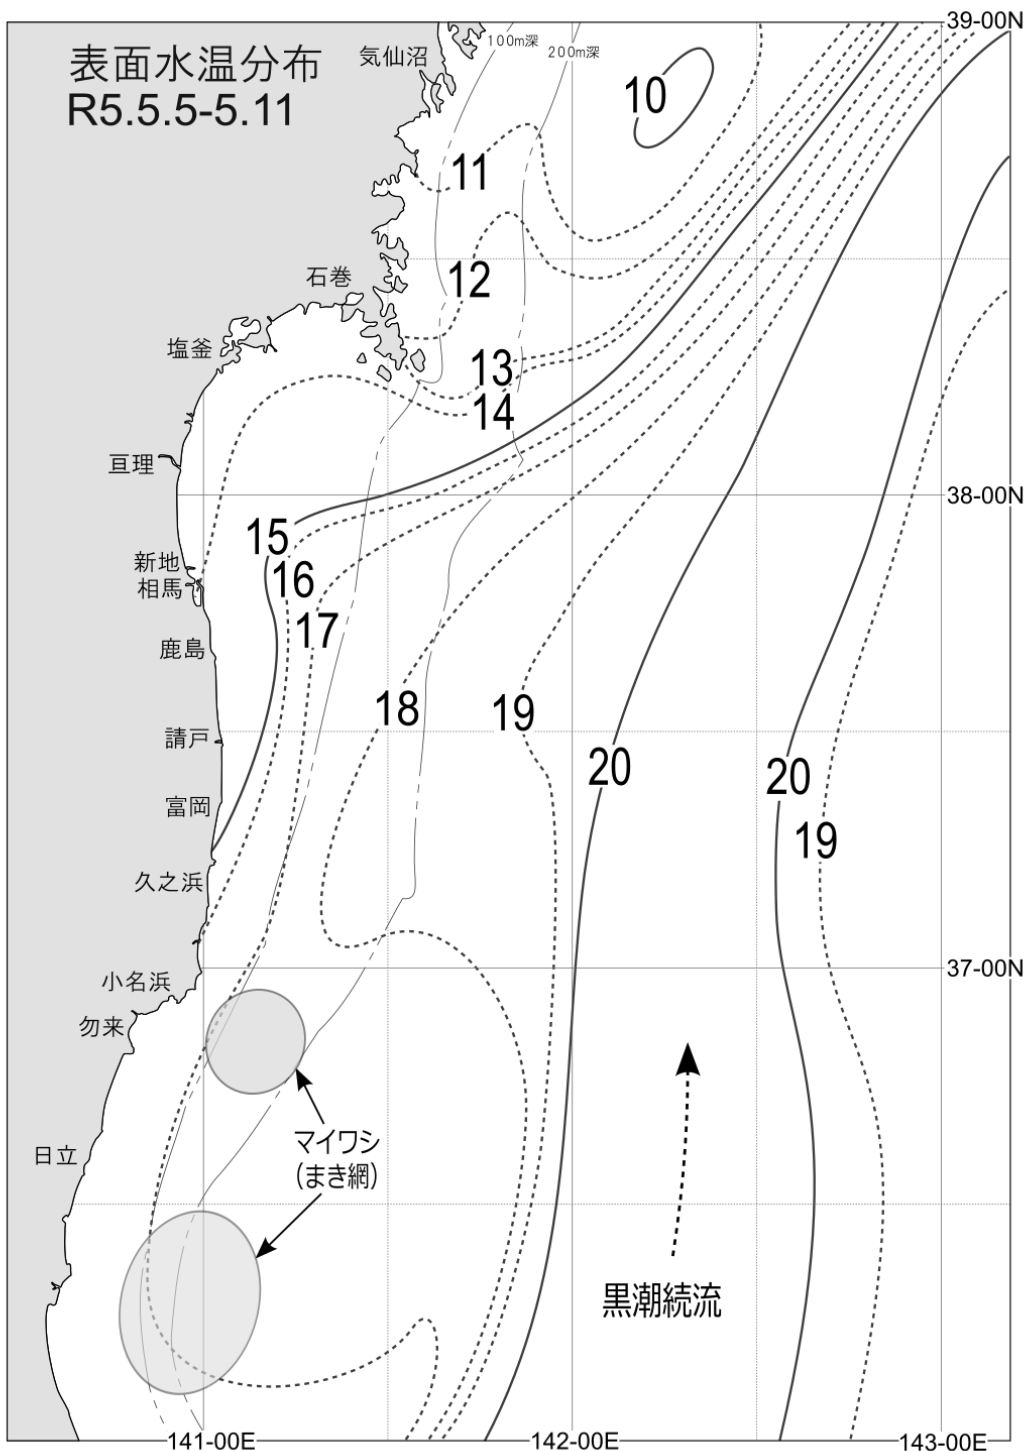 39-00N
表面水温分布
R5.5.5-5.11
気仙沼
100m深
200m深
10
11
12
石巻
塩釜
13
14
亘理
38-00N
15
新地
16
相馬
17
鹿島
18
19
請戸
20
20
富岡
19
久之浜
37-00N
小名浜
勿来
マイワシ
(まき網)
日立
黒潮続流
141-00E
142-00E
143-00E